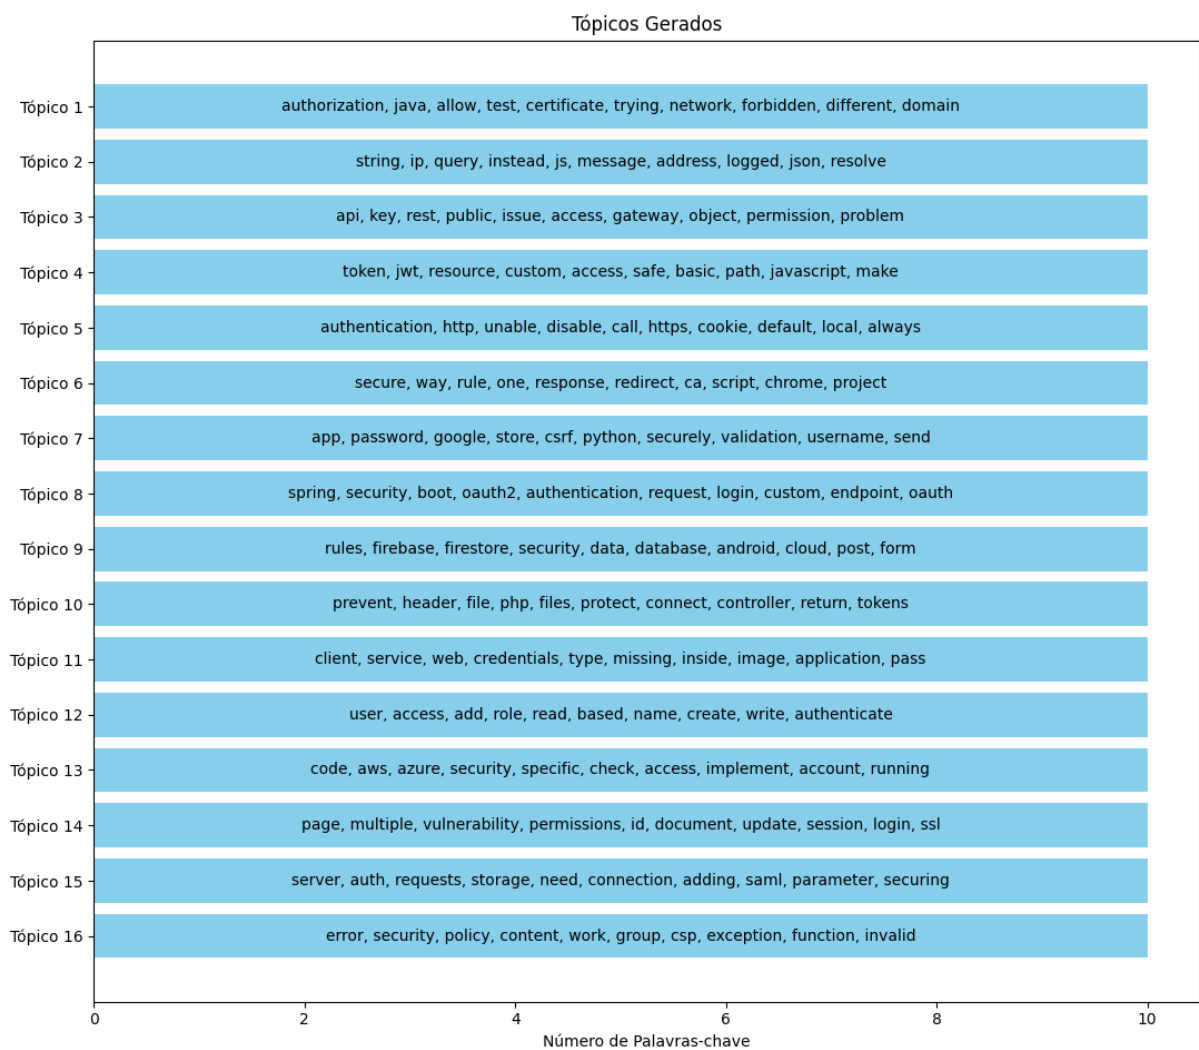 Tópicos Gerados
Tópico 1 authorization, java, allow, test, certificate, trying, network, forbidden, different, domain
Tópico 2 string, ip, query, instead, js, message, address, logged, json, resolve
Tópico 3 api, key, rest, public, issue, access, gateway, object, permission, problem
Tópico 4 token, jwt, resource, custom, access, safe, basic, path, javascript, make
Tópico 5 authentication, http, unable, disable, call, https, cookie, default, local, always
Tópico 6 secure, way, rule, one, response, redirect, ca, script, chrome, project
Tópico 7 app, password, google, store, csrf, python, securely, validation, username, send
Tópico 8 spring, security, boot, oauth2, authentication, request, login, custom, endpoint, oauth
Tópico 9 rules, firebase, firestore, security, data, database, android, cloud, post, form
Tópico 10 prevent, header, file, php, files, protect, connect, controller, return, tokens
Tópico 11 client, service, web, credentials, type, missing, inside, image, application, pass
Tópico 12 user, access, add, role, read, based, name, create, write, authenticate
Tópico 13 code, aws, azure, security, specific, check, access, implement, account, running
Tópico 14 page, multiple, vulnerability, permissions, id, document, update, session, login, ssl
Tópico 15 server, auth, requests, storage, need, connection, adding, saml, parameter, securing
Tópico 16 error, security, policy, content, work, group, csp, exception, function, invalid
0 2 4 6 8 10
Número de Palavras-chave